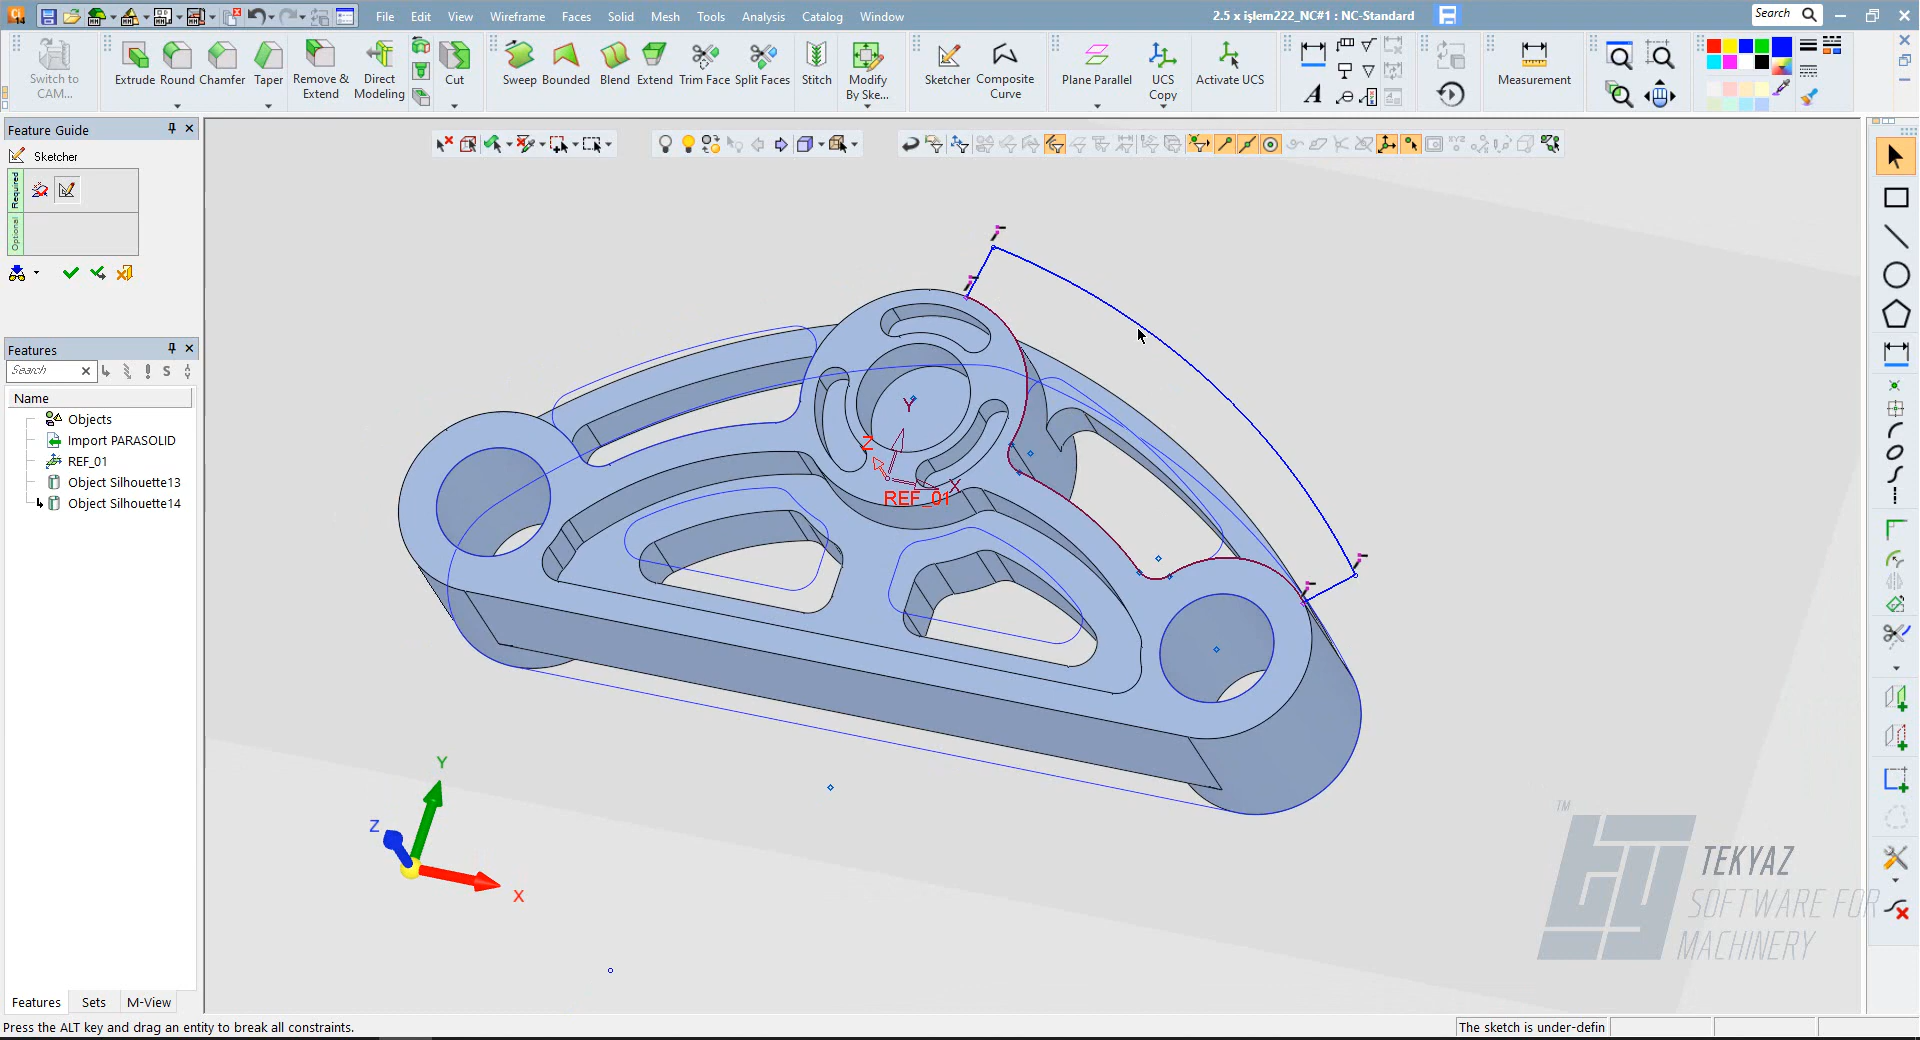 File Edit View Wireframe Faces Solid Mesh Tools Analysis Catalog Window
2.5 x işlem222_NC#1 : NC-Standard
Search
Switch to
CAM...
Extrude Round Chamfer Taper
Remove &
Extend
Direct
Modeling
Cut
Sweep Bounded Blend Extend Trim Face Split Faces
Stitch
Modify
By Ske...
Sketcher
Composite
Curve
Plane Parallel
UCS
Copy
Activate UCS
A
Measurement
Feature Guide
Sketcher
Required
Optional
Features
Search
S
Name
Objects
Import PARASOLID
REF_01
Object Silhouette13
Object Silhouette14
Features Sets M-View
Y
Z
X
REF_01
Y
Z
X
TM
TEKYAZ
SOFTWARE FOR
MACHINERY
Press the ALT key and drag an entity to break all constraints.
The sketch is under-defin